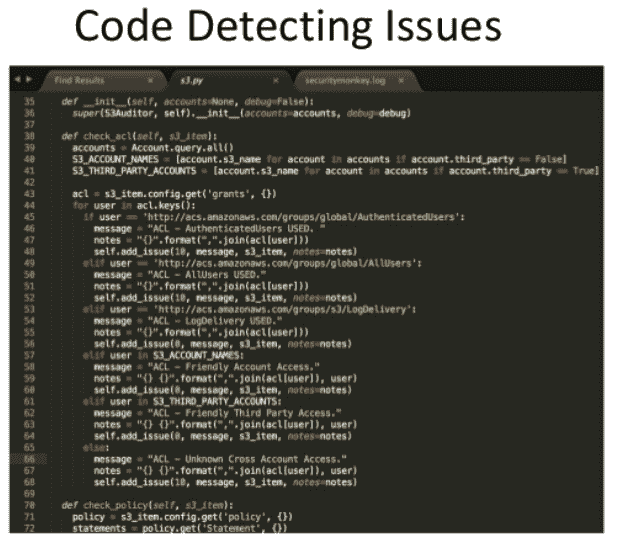 Code Detecting Issues
Find Results × s3.py × securitymonkey.log ×
35 def __init__(self, accounts=None, debug=False):
36 super(S3Auditor, self).__init__(accounts=accounts, debug=debug)
37
38 def check_acl(self, s3_item):
39 accounts = Account.query.all()
40 S3_ACCOUNT_NAMES = [account.s3_name for account in accounts if account.third_party == False]
41 S3_THIRD_PARTY_ACCOUNTS = [account.s3_name for account in accounts if account.third_party == True]
42
43 acl = s3_item.config.get('grants', {})
44 for user in acl.keys():
45 if user == 'http://acs.amazonaws.com/groups/global/AuthenticatedUsers':
46 message = "ACL - AuthenticatedUsers USED. "
47 notes = "{}".format(",".join(acl[user]))
48 self.add_issue(10, message, s3_item, notes=notes)
49 elif user == 'http://acs.amazonaws.com/groups/global/AllUsers':
50 message = "ACL - AllUsers USED."
51 notes = "{}".format(",".join(acl[user]))
52 self.add_issue(10, message, s3_item, notes=notes)
53 elif user == 'http://acs.amazonaws.com/groups/s3/LogDelivery':
54 message = "ACL - LogDelivery USED."
55 notes = "{}".format(",".join(acl[user]))
56 self.add_issue(0, message, s3_item, notes=notes)
57 elif user in S3_ACCOUNT_NAMES:
58 message = "ACL - Friendly Account Access."
59 notes = "{} {}".format(",".join(acl[user]), user)
60 self.add_issue(0, message, s3_item, notes=notes)
61 elif user in S3_THIRD_PARTY_ACCOUNTS:
62 message = "ACL - Friendly Third Party Access."
63 notes = "{} {}".format(",".join(acl[user]), user)
64 self.add_issue(0, message, s3_item, notes=notes)
65 else:
66 message = "ACL - Unknown Cross Account Access."
67 notes = "{} {}".format(",".join(acl[user]), user)
68 self.add_issue(10, message, s3_item, notes=notes)
69
70 def check_policy(self, s3_item):
71 policy = s3_item.config.get('policy', {})
72 statements = policy.get('Statement', {})